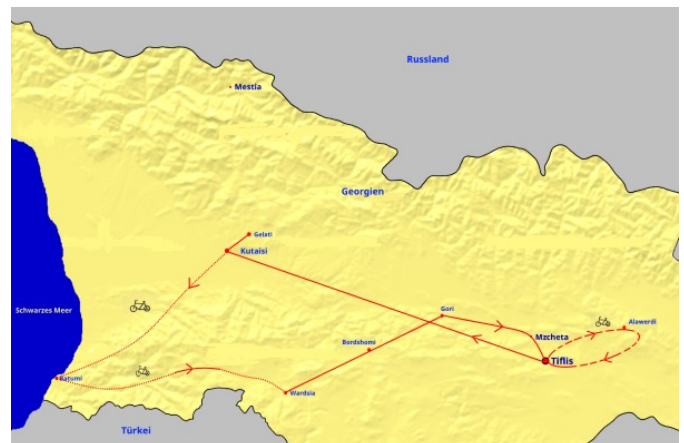 Russland
Mestia
Georgien
Gelati
Kutaisi
Schwarzes Meer
Gori
Alawerdi
Mzcheta
Bordshomi
Tiflis
Batumi
Wardsia
Türkei